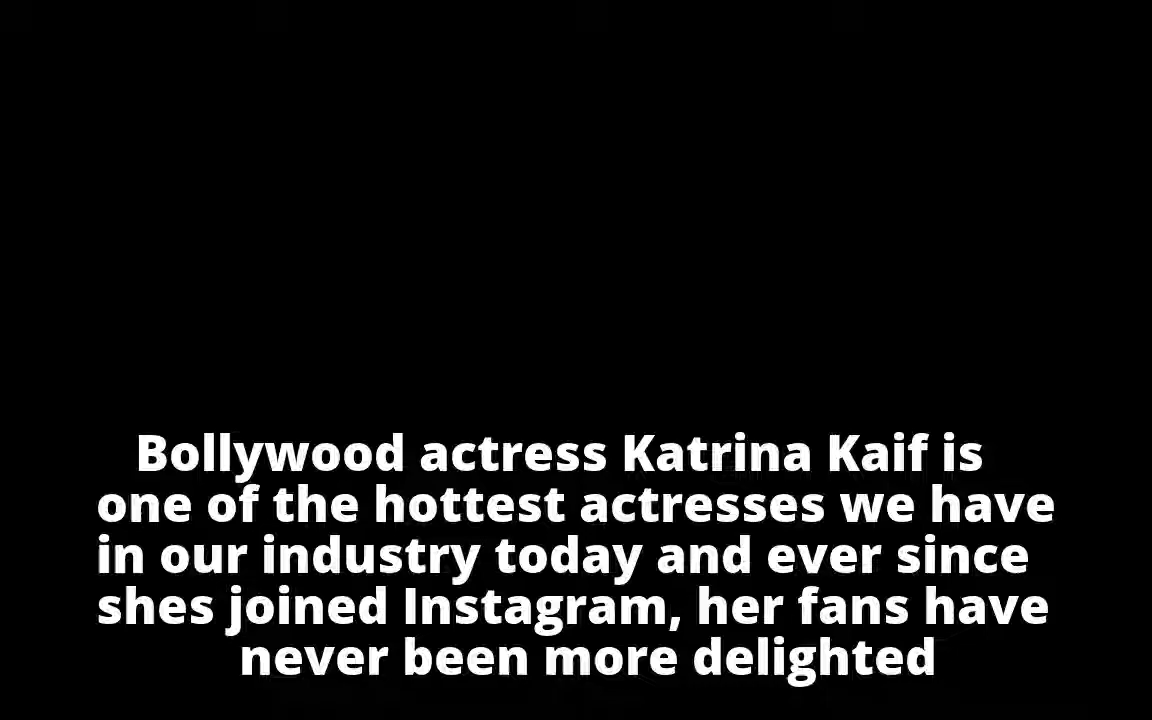 Bollywood actress Katrina Kaif is
one of the hottest actresses we have
in our industry today and ever since
shes joined Instagram, her fans have
never been more delighted